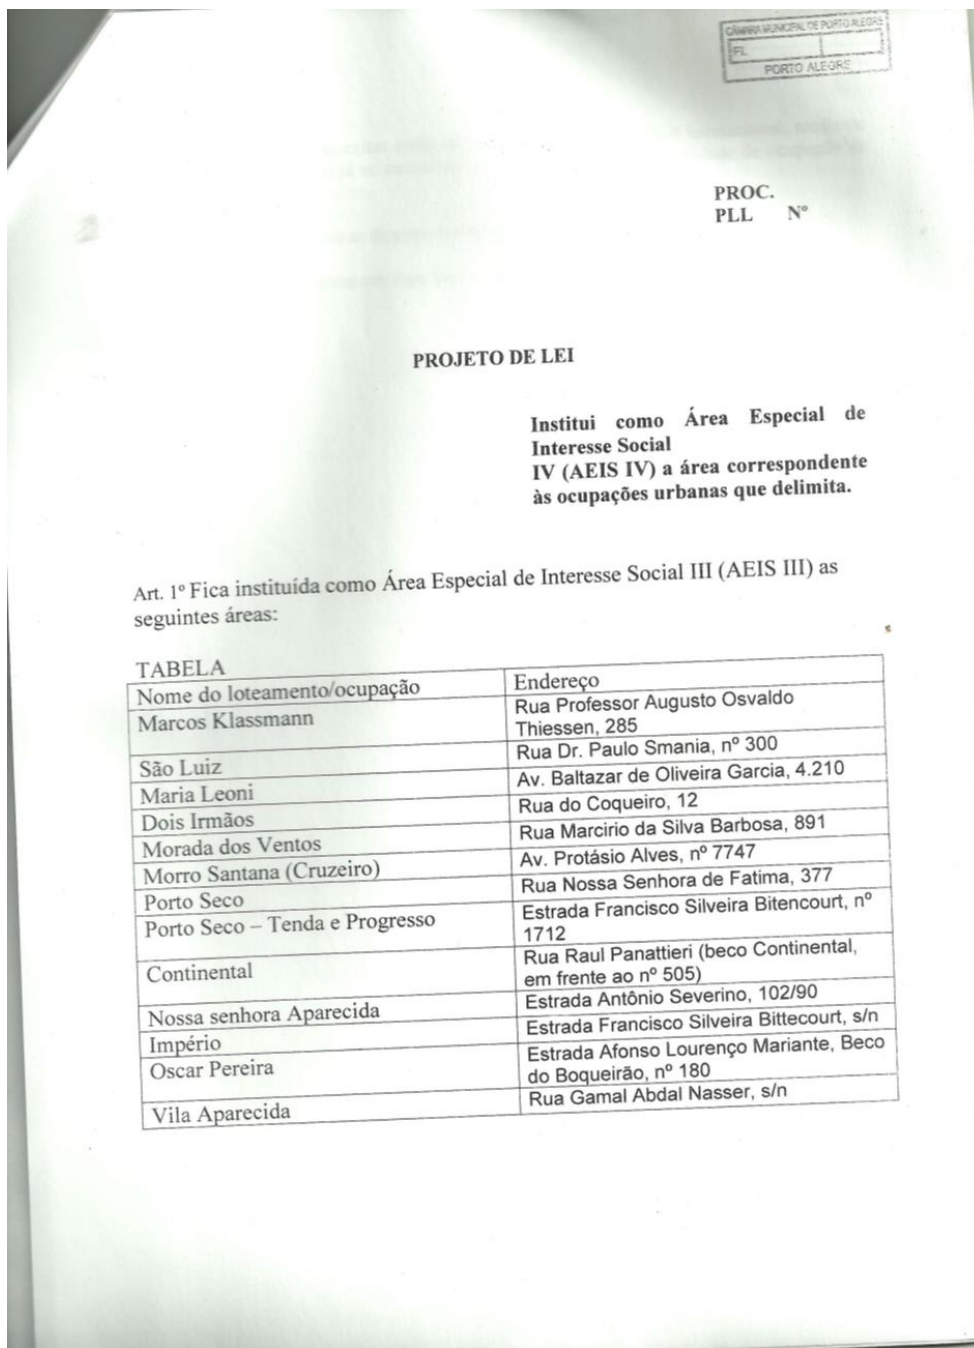 CÂMARA MUNICIPAL DE PORTO ALEGRE
FL.
PORTO ALEGRE
PROC.
PLL Nº
PROJETO DE LEI
Institui como Área Especial de
Interesse Social
IV (AEIS IV) a área correspondente
às ocupações urbanas que delimita.
Art. 1º Fica instituída como Área Especial de Interesse Social III (AEIS III) as
seguintes áreas:
TABELA
Nome do loteamento/ocupação Endereço
Marcos Klassmann Rua Professor Augusto Osvaldo
Thiessen, 285
São Luiz Rua Dr. Paulo Smania, nº 300
Maria Leoni Av. Baltazar de Oliveira Garcia, 4.210
Dois Irmãos Rua do Coqueiro, 12
Morada dos Ventos Rua Marcirio da Silva Barbosa, 891
Morro Santana (Cruzeiro) Av. Protásio Alves, nº 7747
Porto Seco Rua Nossa Senhora de Fatima, 377
Porto Seco – Tenda e Progresso Estrada Francisco Silveira Bitencourt, nº
1712
Continental Rua Raul Panattieri (beco Continental,
em frente ao nº 505)
Nossa senhora Aparecida Estrada Antônio Severino, 102/90
Império Estrada Francisco Silveira Bittecourt, s/n
Oscar Pereira Estrada Afonso Lourenço Mariante, Beco
do Boqueirão, nº 180
Vila Aparecida Rua Gamal Abdal Nasser, s/n